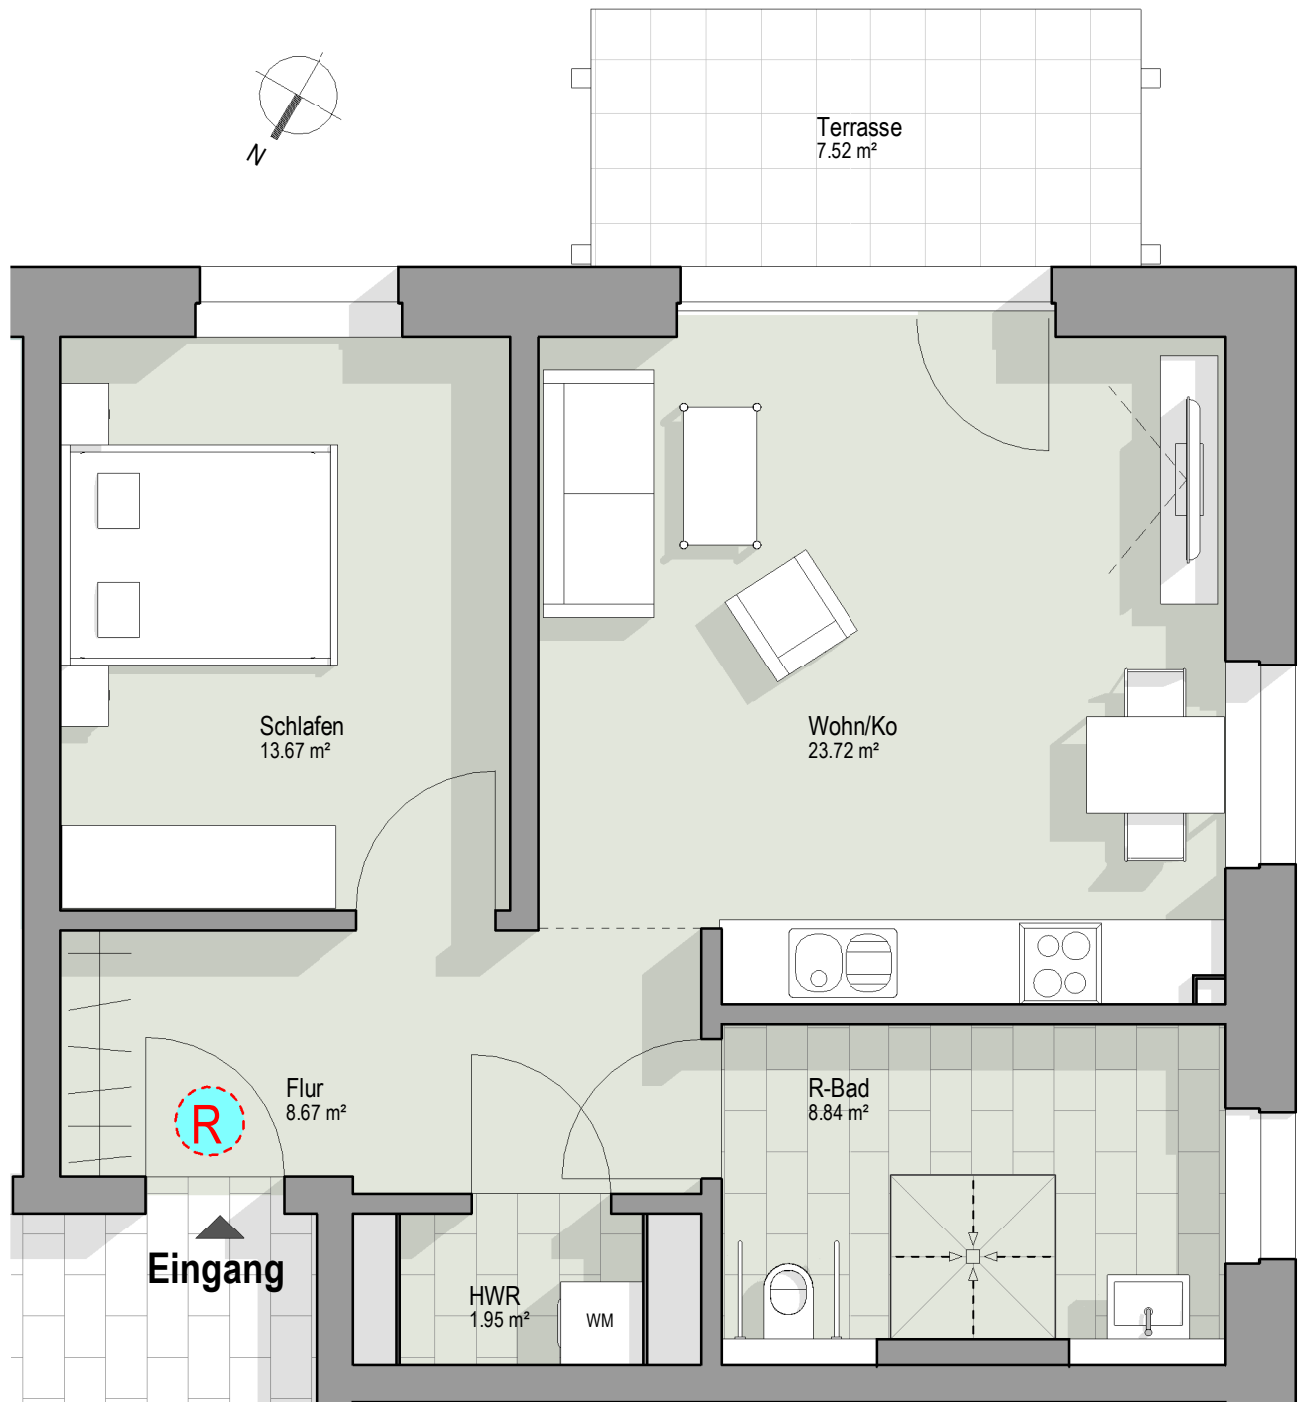 N
Terrasse
7.52 m²
Schlafen
13.67 m²
Wohn/Ko
23.72 m²
Flur
8.67 m²
R
R-Bad
8.84 m²
Eingang
HWR
1.95 m²
WM